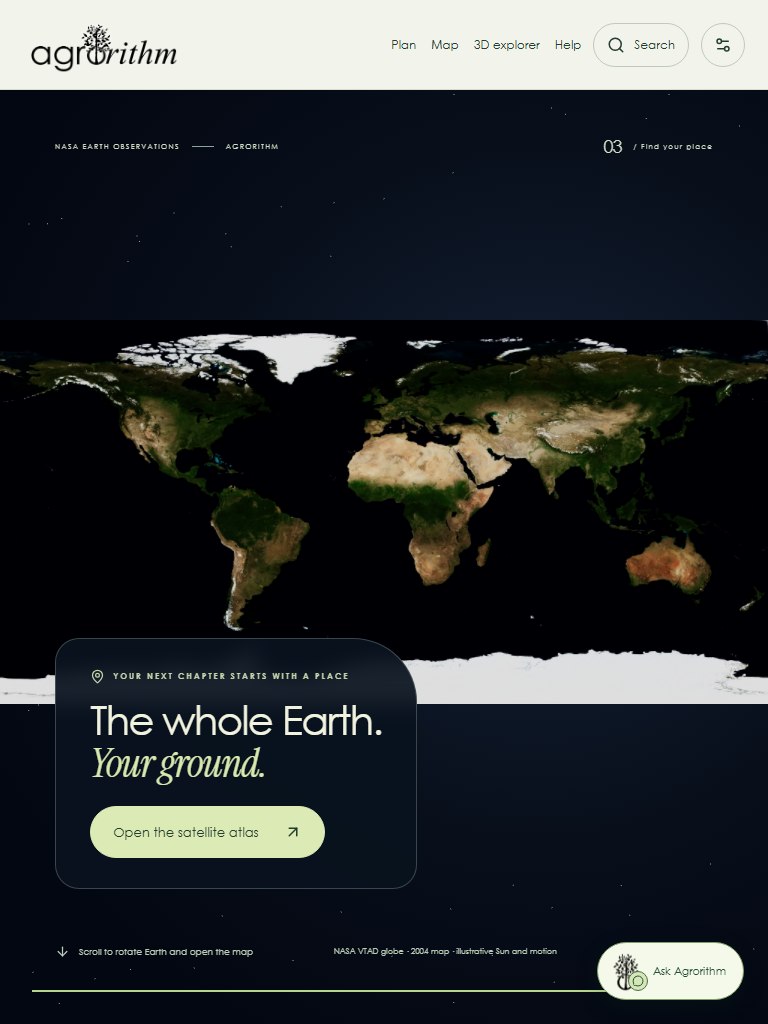 agrorithm
Plan Map 3D explorer Help Search
NASA EARTH OBSERVATIONS AGRORITHM
03 / Find your place
YOUR NEXT CHAPTER STARTS WITH A PLACE
The whole Earth.
Your ground.
Open the satellite atlas
Scroll to rotate Earth and open the map
NASA VTAD globe · 2004 map · illustrative Sun and motion
Ask Agrorithm